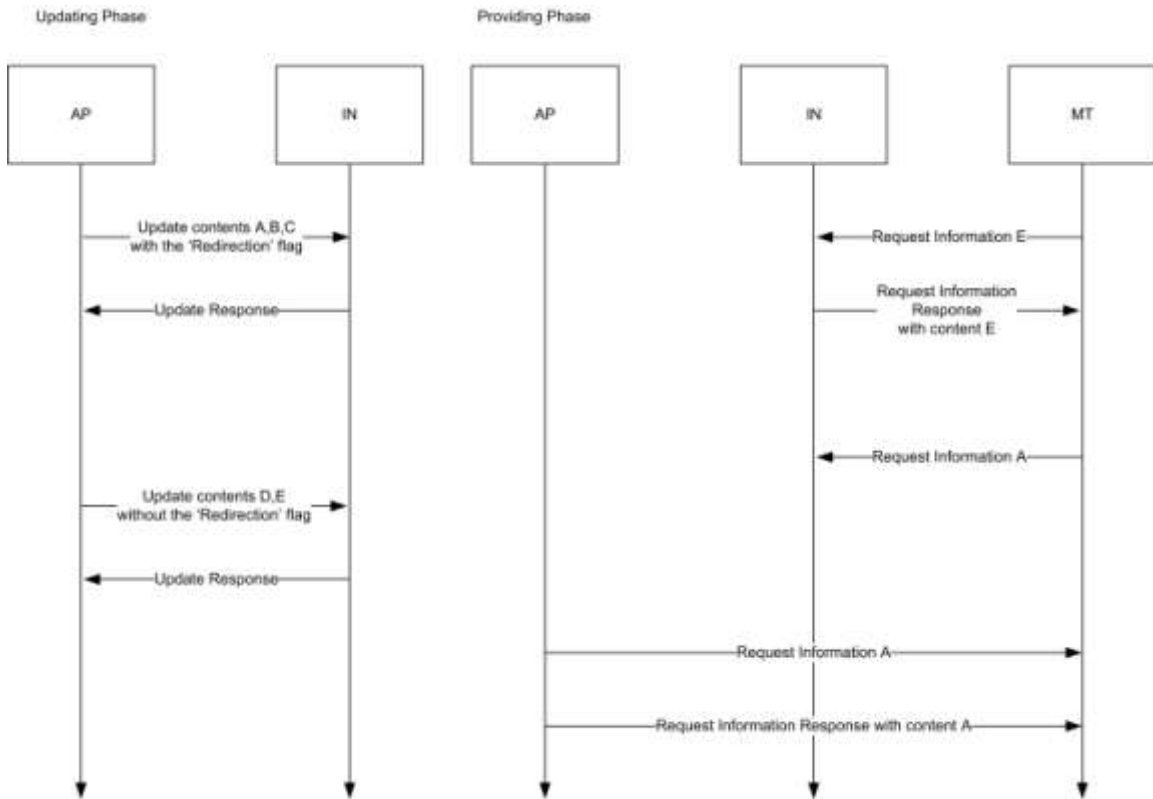 Updating Phase
Providing Phase
AP
IN
AP
IN
MT
Update contents A,B,C
with the 'Redirection' flag
Request Information E
Update Response
Request Information
Response
with content E
Request Information A
Update contents D,E
without the 'Redirection' flag
Update Response
Request Information A
Request Information Response with content A